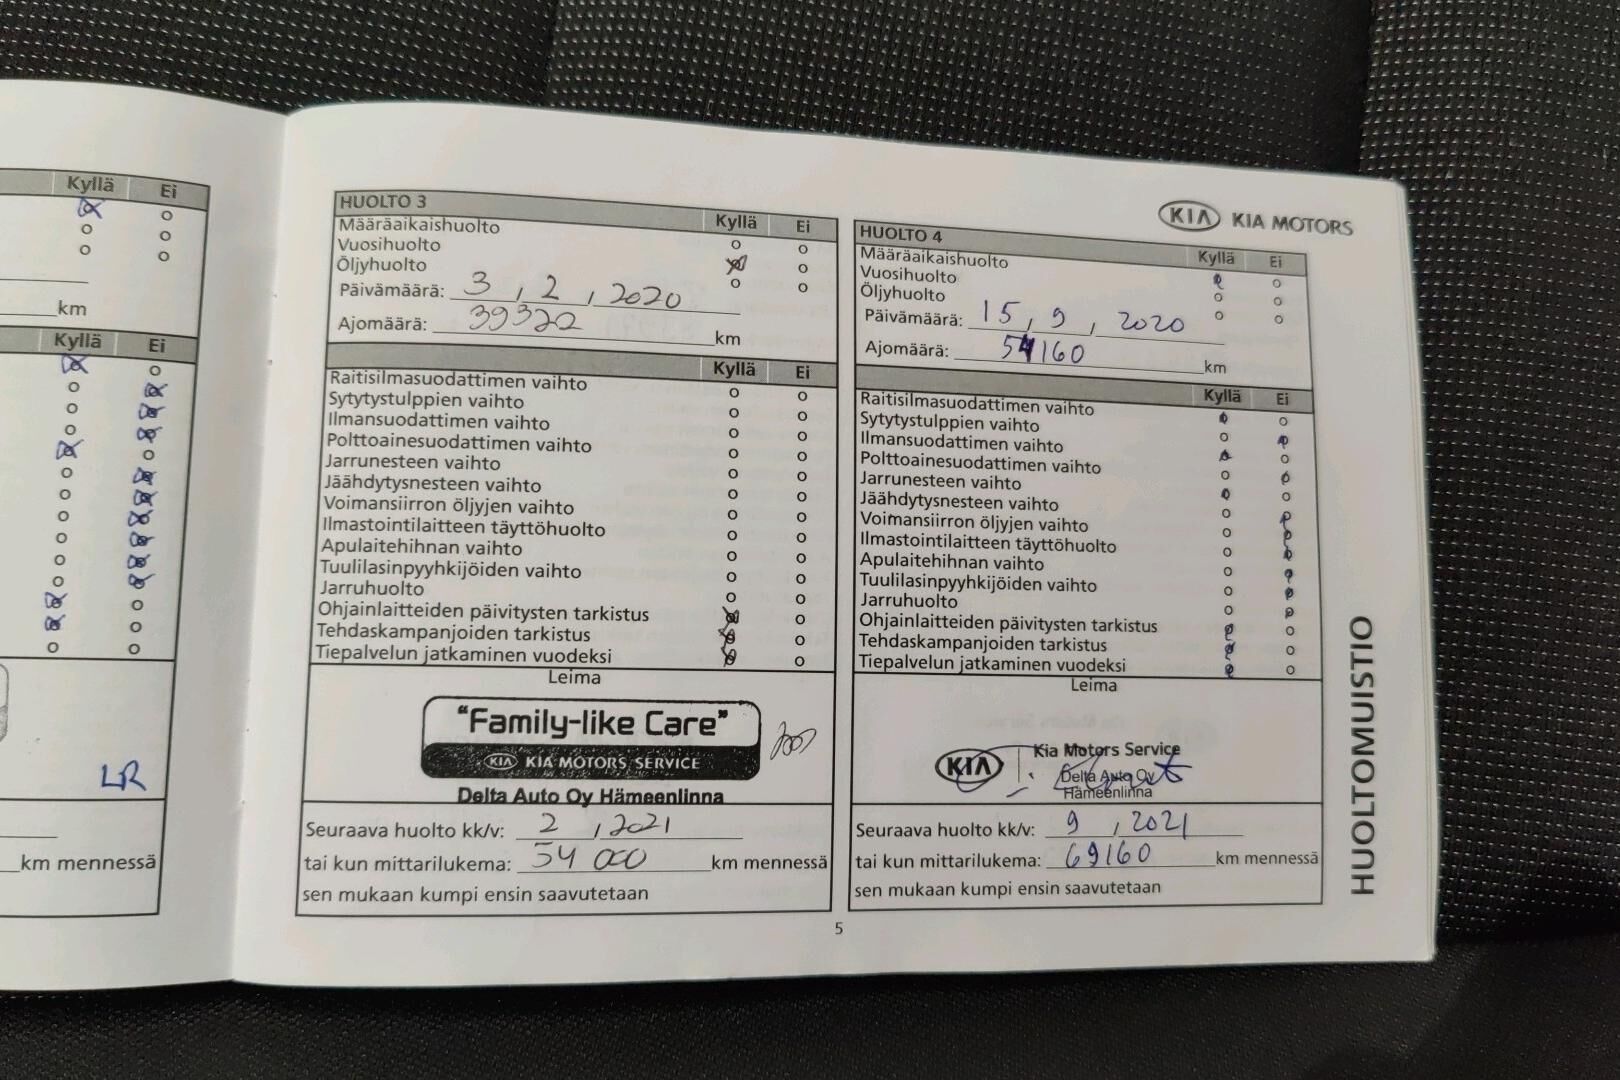 Kyllä Ei
km
Kyllä Ei
LR
km mennessä
HUOLTO 3
Kyllä Ei
Määräaikaishuolto
Vuosihuolto
Öljyhuolto
Päivämäärä: 3 , 2 , 2020
Ajomäärä: 39322 km
Kyllä Ei
Raitisilmasuodattimen vaihto
Sytytystulppien vaihto
Ilmansuodattimen vaihto
Polttoainesuodattimen vaihto
Jarrunesteen vaihto
Jäähdytysnesteen vaihto
Voimansiirron öljyjen vaihto
Ilmastointilaitteen täyttöhuolto
Apulaitehihnan vaihto
Tuulilasinpyyhkijöiden vaihto
Jarruhuolto
Ohjainlaitteiden päivitysten tarkistus
Tehdaskampanjoiden tarkistus
Tiepalvelun jatkaminen vuodeksi
Leima
"Family-like Care"
KIA KIA MOTORS SERVICE
Delta Auto Oy Hämeenlinna
Seuraava huolto kk/v: 2 , 2021
tai kun mittarilukema: 54 000 km mennessä
sen mukaan kumpi ensin saavutetaan
KIA KIA MOTORS
HUOLTO 4
Kyllä Ei
Määräaikaishuolto
Vuosihuolto
Öljyhuolto
Päivämäärä: 15 , 9 , 2020
Ajomäärä: 54160 km
Kyllä Ei
Raitisilmasuodattimen vaihto
Sytytystulppien vaihto
Ilmansuodattimen vaihto
Polttoainesuodattimen vaihto
Jarrunesteen vaihto
Jäähdytysnesteen vaihto
Voimansiirron öljyjen vaihto
Ilmastointilaitteen täyttöhuolto
Apulaitehihnan vaihto
Tuulilasinpyyhkijöiden vaihto
Jarruhuolto
Ohjainlaitteiden päivitysten tarkistus
Tehdaskampanjoiden tarkistus
Tiepalvelun jatkaminen vuodeksi
Leima
KIA Kia Motors Service
Delta Auto Oy
Hämeenlinna
Seuraava huolto kk/v: 9 , 2021
tai kun mittarilukema: 69160 km mennessä
sen mukaan kumpi ensin saavutetaan
HUOLTOMUISTIO
5